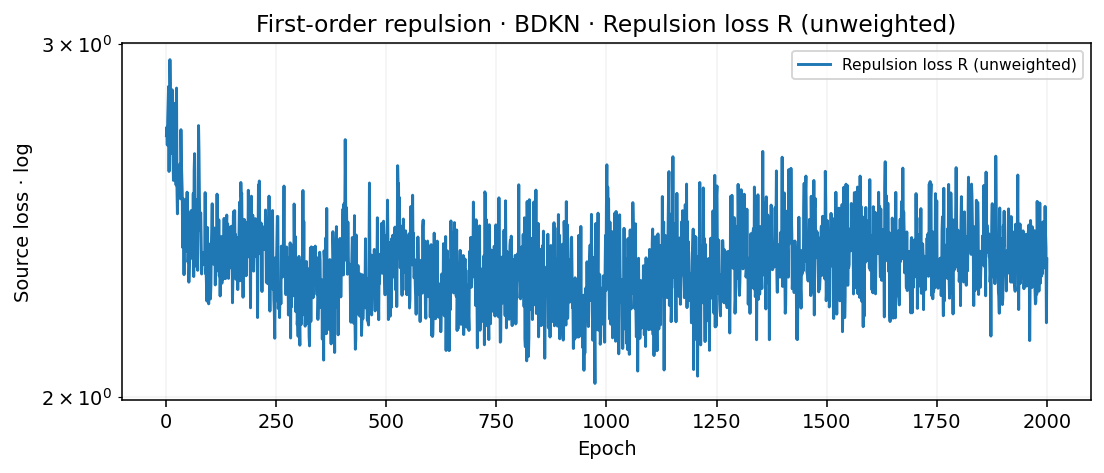 First-order repulsion · BDKN · Repulsion loss R (unweighted)
3 × 10⁰
Repulsion loss R (unweighted)
Source loss · log
2 × 10⁰
0 250 500 750 1000 1250 1500 1750 2000
Epoch